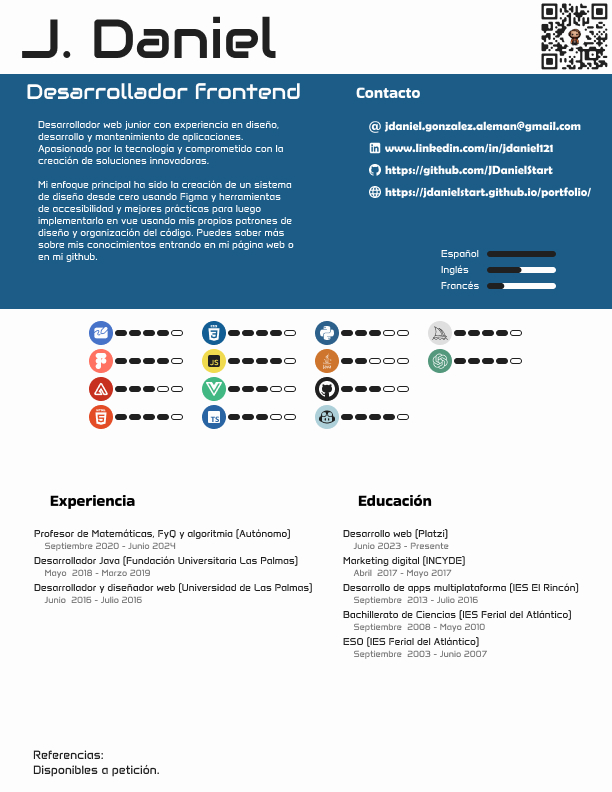 J. Daniel
Desarrollador frontend
Desarrollador web junior con experiencia en diseño,
desarrollo y mantenimiento de aplicaciones.
Apasionado por la tecnología y comprometido con la
creación de soluciones innovadoras.
Mi enfoque principal ha sido la creación de un sistema
de diseño desde cero usando Figma y herramientas
de accesibilidad y mejores prácticas para luego
implementarlo en vue usando mis propios patrones de
diseño y organización del código. Puedes saber más
sobre mis conocimientos entrando en mi página web o
en mi github.
Contacto
jdaniel.gonzalez.aleman@gmail.com
www.linkedin.com/in/jdaniel121
https://github.com/JDanielStart
https://jdanielstart.github.io/portfolio/
Español
Inglés
Francés
JS
TS
Experiencia
Profesor de Matemáticas, FyQ y algoritmia (Autónomo)
Septiembre 2020 - Junio 2024
Desarrollador Java (Fundación Universitaria Las Palmas)
Mayo 2018 - Marzo 2019
Desarrollador y diseñador web (Universidad de Las Palmas)
Junio 2016 - Julio 2016
Educación
Desarrollo web (Platzi)
Junio 2023 - Presente
Marketing digital (INCYDE)
Abril 2017 - Mayo 2017
Desarrollo de apps multiplataforma (IES El Rincón)
Septiembre 2013 - Julio 2016
Bachillerato de Ciencias (IES Ferial del Atlántico)
Septiembre 2008 - Mayo 2010
ESO (IES Ferial del Atlántico)
Septiembre 2003 - Junio 2007
Referencias:
Disponibles a petición.